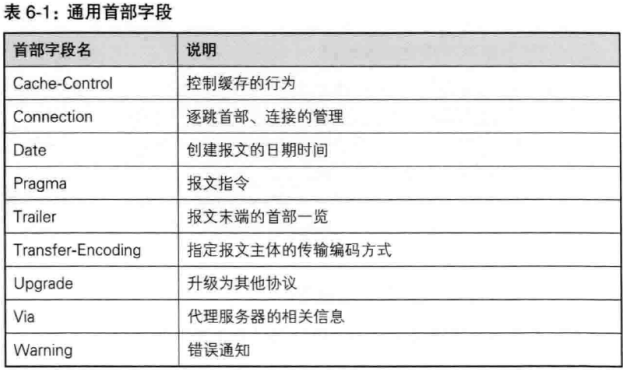 表 6-1：通用首部字段
首部字段名 说明
Cache-Control 控制缓存的行为
Connection 逐跳首部、连接的管理
Date 创建报文的日期时间
Pragma 报文指令
Trailer 报文末端的首部一览
Transfer-Encoding 指定报文主体的传输编码方式
Upgrade 升级为其他协议
Via 代理服务器的相关信息
Warning 错误通知